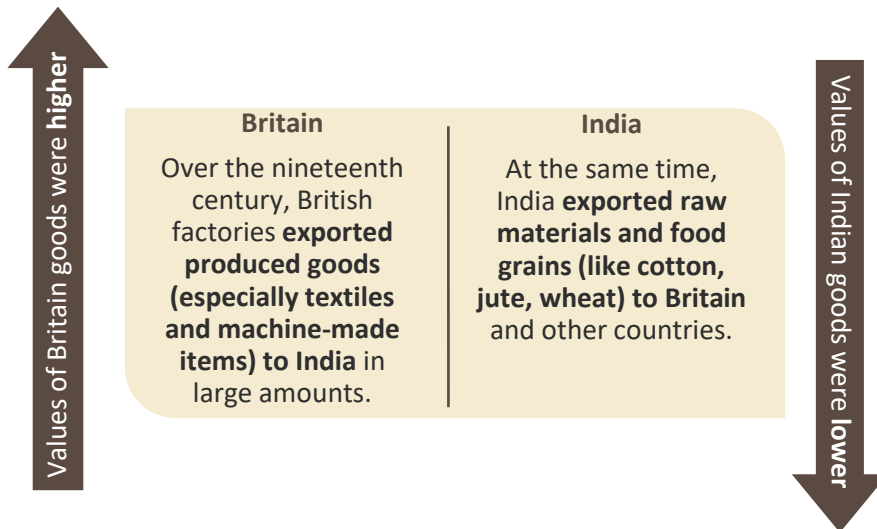 Values of Britain goods were higher
Britain
Over the nineteenth
century, British
factories exported
produced goods
(especially textiles
and machine-made
items) to India in
large amounts.
India
At the same time,
India exported raw
materials and food
grains (like cotton,
jute, wheat) to Britain
and other countries.
Values of Indian goods were lower